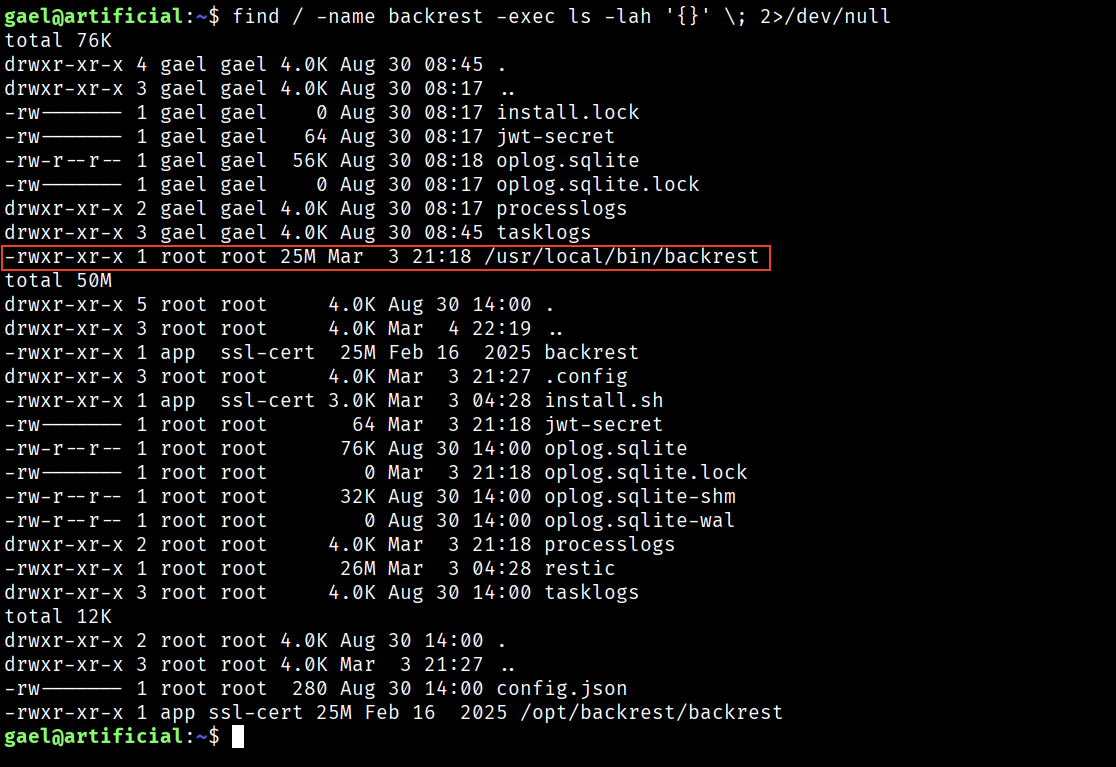 gael@artificial:~$ find / -name backrest -exec ls -lah '{}' \; 2>/dev/null
total 76K
drwxr-xr-x 4 gael gael 4.0K Aug 30 08:45 .
drwxr-xr-x 3 gael gael 4.0K Aug 30 08:17 ..
-rw------- 1 gael gael    0 Aug 30 08:17 install.lock
-rw------- 1 gael gael   64 Aug 30 08:17 jwt-secret
-rw-r--r-- 1 gael gael  56K Aug 30 08:18 oplog.sqlite
-rw------- 1 gael gael    0 Aug 30 08:17 oplog.sqlite.lock
drwxr-xr-x 2 gael gael 4.0K Aug 30 08:17 processlogs
drwxr-xr-x 3 gael gael 4.0K Aug 30 08:45 tasklogs
-rwxr-xr-x 1 root root 25M Mar  3 21:18 /usr/local/bin/backrest
total 50M
drwxr-xr-x 5 root root     4.0K Aug 30 14:00 .
drwxr-xr-x 3 root root     4.0K Mar  4 22:19 ..
-rwxr-xr-x 1 app  ssl-cert  25M Feb 16  2025 backrest
drwxr-xr-x 3 root root     4.0K Mar  3 21:27 .config
-rwxr-xr-x 1 app  ssl-cert 3.0K Mar  3 04:28 install.sh
-rw------- 1 root root       64 Mar  3 21:18 jwt-secret
-rw-r--r-- 1 root root      76K Aug 30 14:00 oplog.sqlite
-rw------- 1 root root        0 Mar  3 21:18 oplog.sqlite.lock
-rw-r--r-- 1 root root      32K Aug 30 14:00 oplog.sqlite-shm
-rw-r--r-- 1 root root        0 Aug 30 14:00 oplog.sqlite-wal
drwxr-xr-x 2 root root     4.0K Mar  3 21:18 processlogs
-rwxr-xr-x 1 root root      26M Mar  3 04:28 restic
drwxr-xr-x 3 root root     4.0K Aug 30 14:00 tasklogs
total 12K
drwxr-xr-x 2 root root 4.0K Aug 30 14:00 .
drwxr-xr-x 3 root root 4.0K Mar  3 21:27 ..
-rw------- 1 root root  280 Aug 30 14:00 config.json
-rwxr-xr-x 1 app ssl-cert 25M Feb 16  2025 /opt/backrest/backrest
gael@artificial:~$